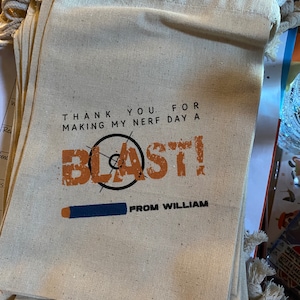 THANK YOU FOR
MAKING MY NERF DAY A
BLAST!
FROM WILLIAM